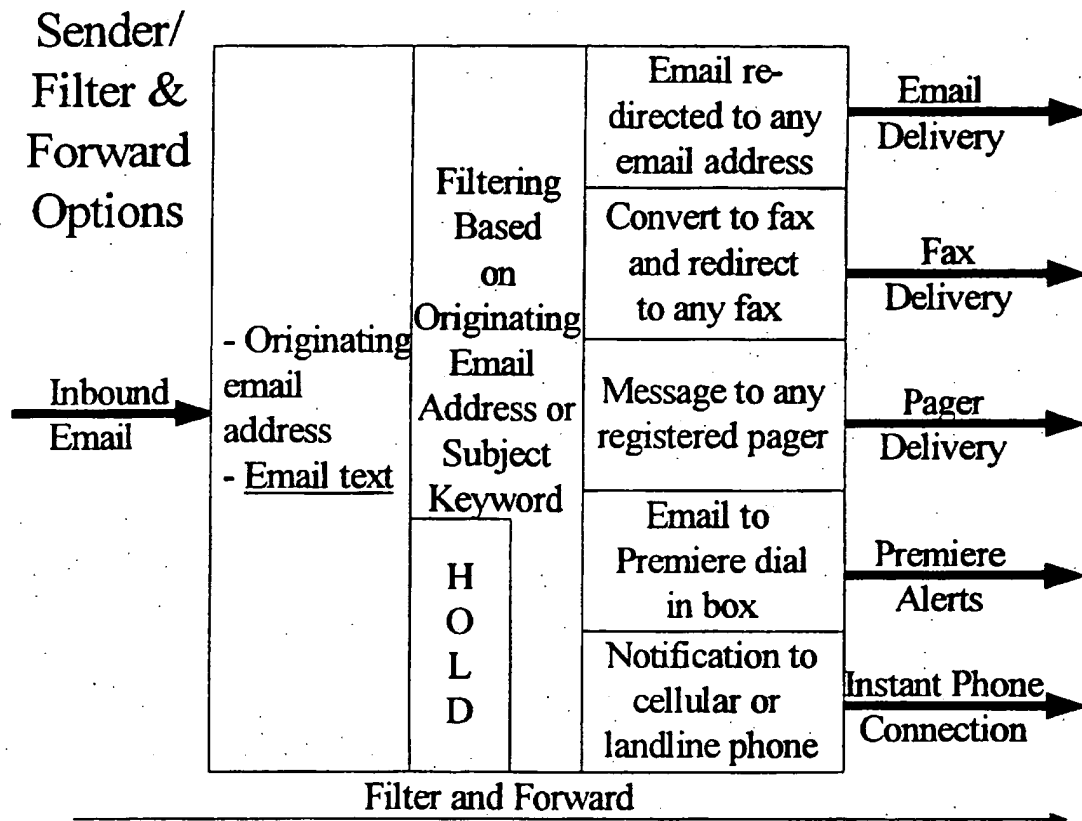 Sender/
Filter &
Forward
Options
Inbound
Email
- Originating
email
address
- Email text
Filtering
Based
on
Originating
Email
Address or
Subject
Keyword
H
O
L
D
Email re-
directed to any
email address
Convert to fax
and redirect
to any fax
Message to any
registered pager
Email to
Premiere dial
in box
Notification to
cellular or
landline phone
Email
Delivery
Fax
Delivery
Pager
Delivery
Premiere
Alerts
Instant Phone
Connection
Filter and Forward